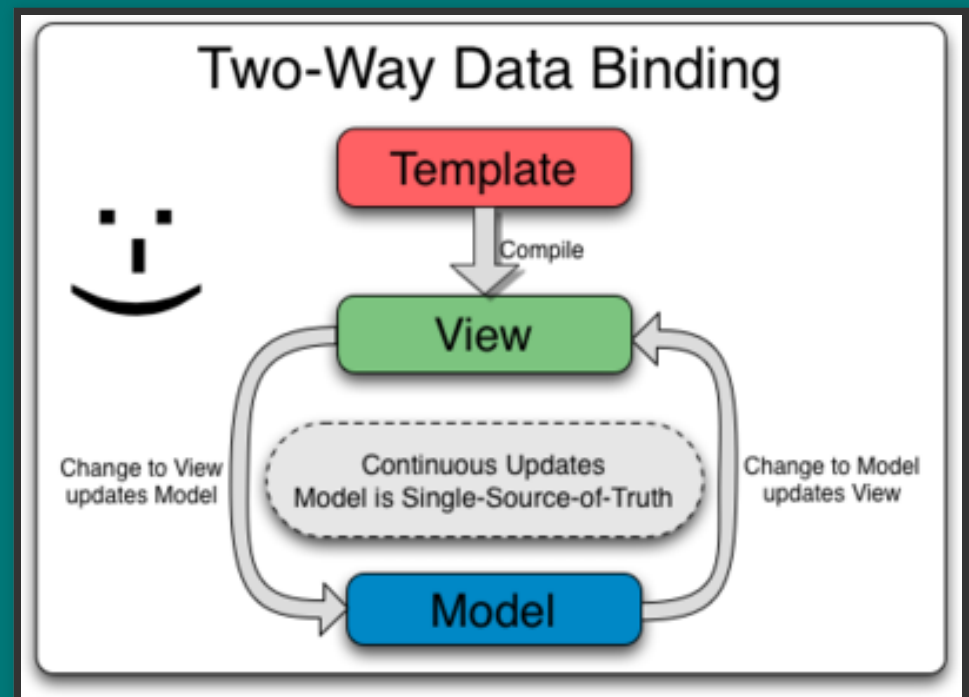 Two-Way Data Binding
Template
Compile
View
Change to View
updates Model
Continuous Updates
Model is Single-Source-of-Truth
Change to Model
updates View
Model